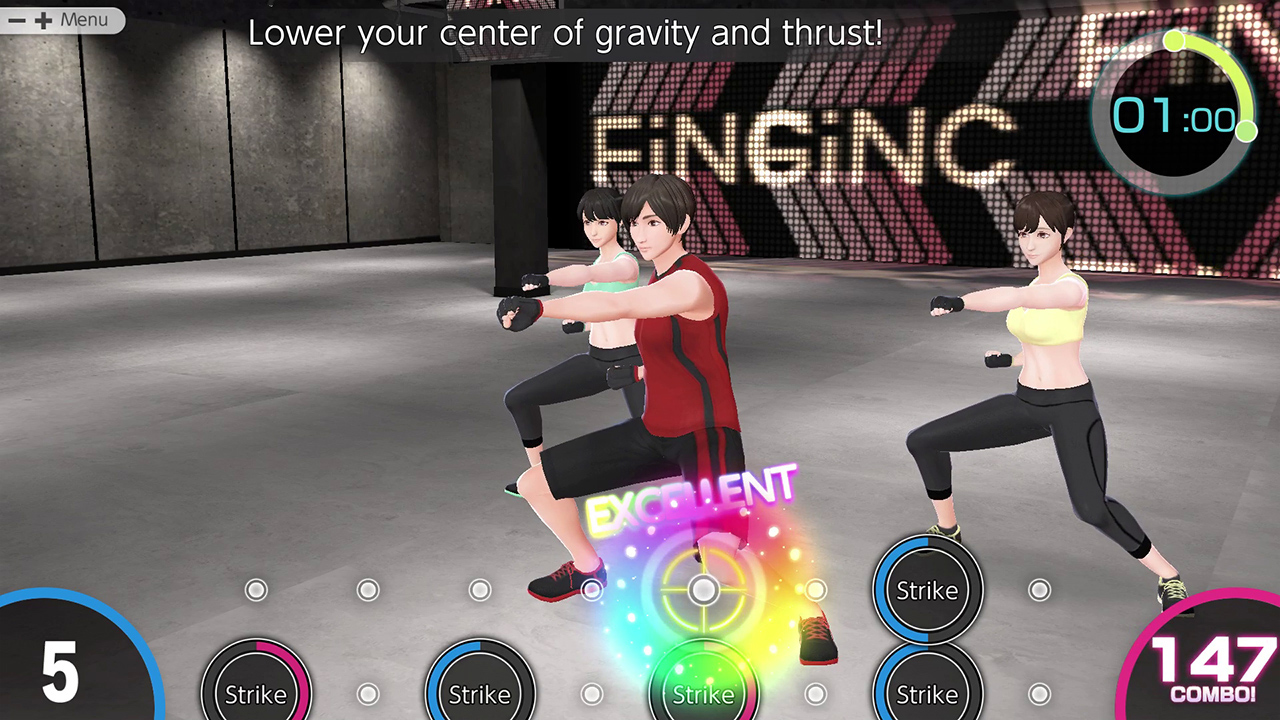 Menu
Lower your center of gravity and thrust!
FiNGiNC
01:00
EXCELLENT
Strike
5
Strike
Strike
Strike
Strike
147
COMBO!